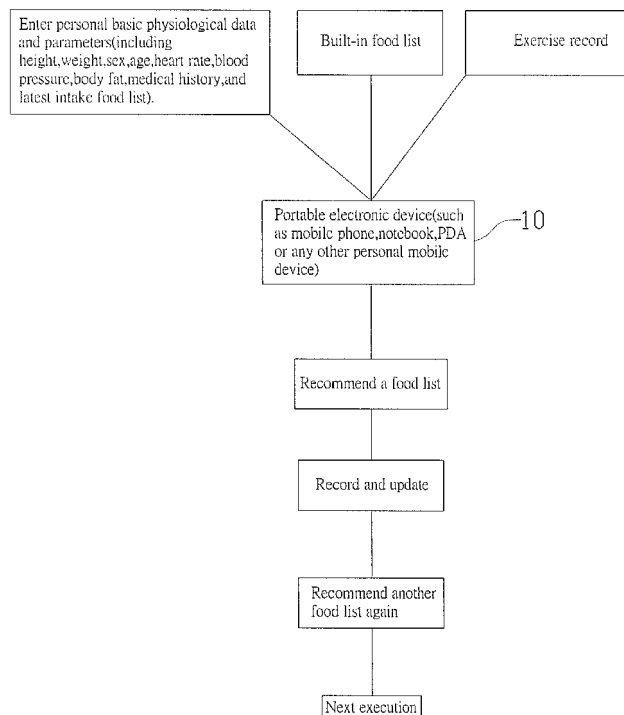 Enter personal basic physiological data
and parameters(including
height,weight,sex,age,heart rate,blood
pressure,body fat,medical history,and
latest intake food list).
Built-in food list
Exercise record
Portable electronic device(such
as mobile phone,notebook,PDA
or any other personal mobile
device)
10
Recommend a food list
Record and update
Recommend another
food list again
Next execution